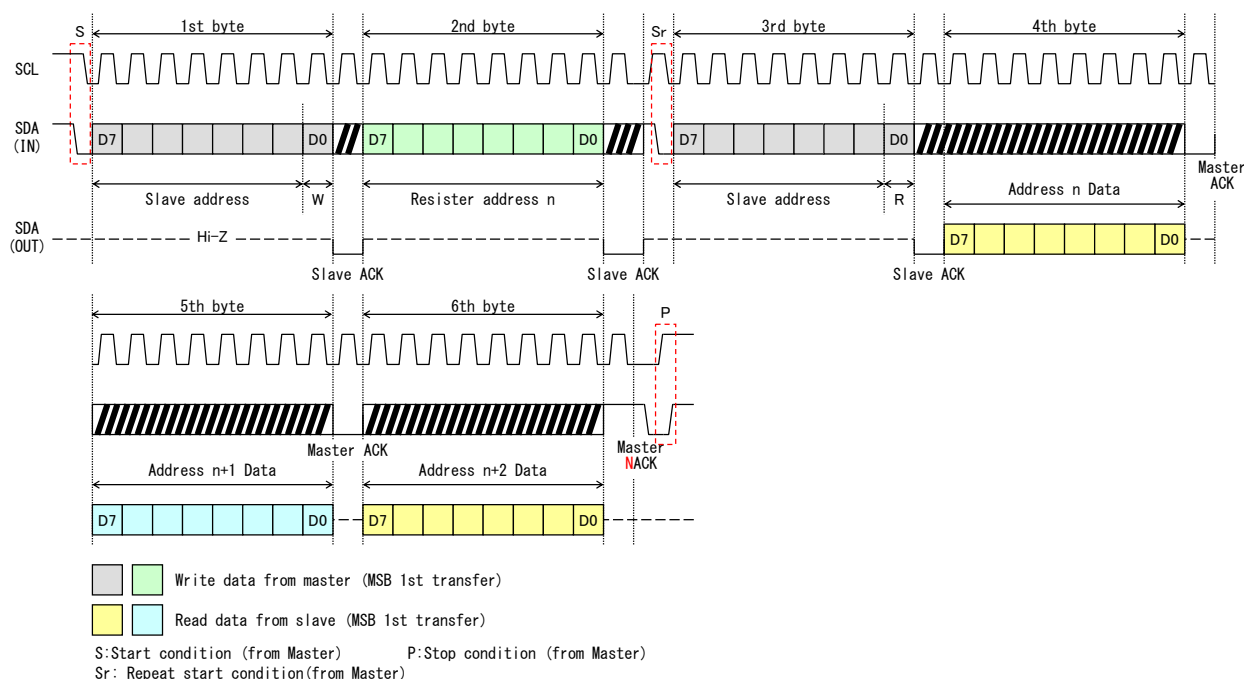 S 1st byte 2nd byte Sr 3rd byte 4th byte
SCL
SDA
(IN)
D7 D0 D7 D0 D7 D0
Master
ACK
Slave address W Resister address n Slave address R Address n Data
SDA
(OUT)
Hi-Z
D7 D0
Slave ACK Slave ACK Slave ACK
5th byte 6th byte P
Master ACK Master
NACK
Address n+1 Data Address n+2 Data
D7 D0 D7 D0
Write data from master (MSB 1st transfer)
Read data from slave (MSB 1st transfer)
S:Start condition (from Master) P:Stop condition (from Master)
Sr: Repeat start condition(from Master)